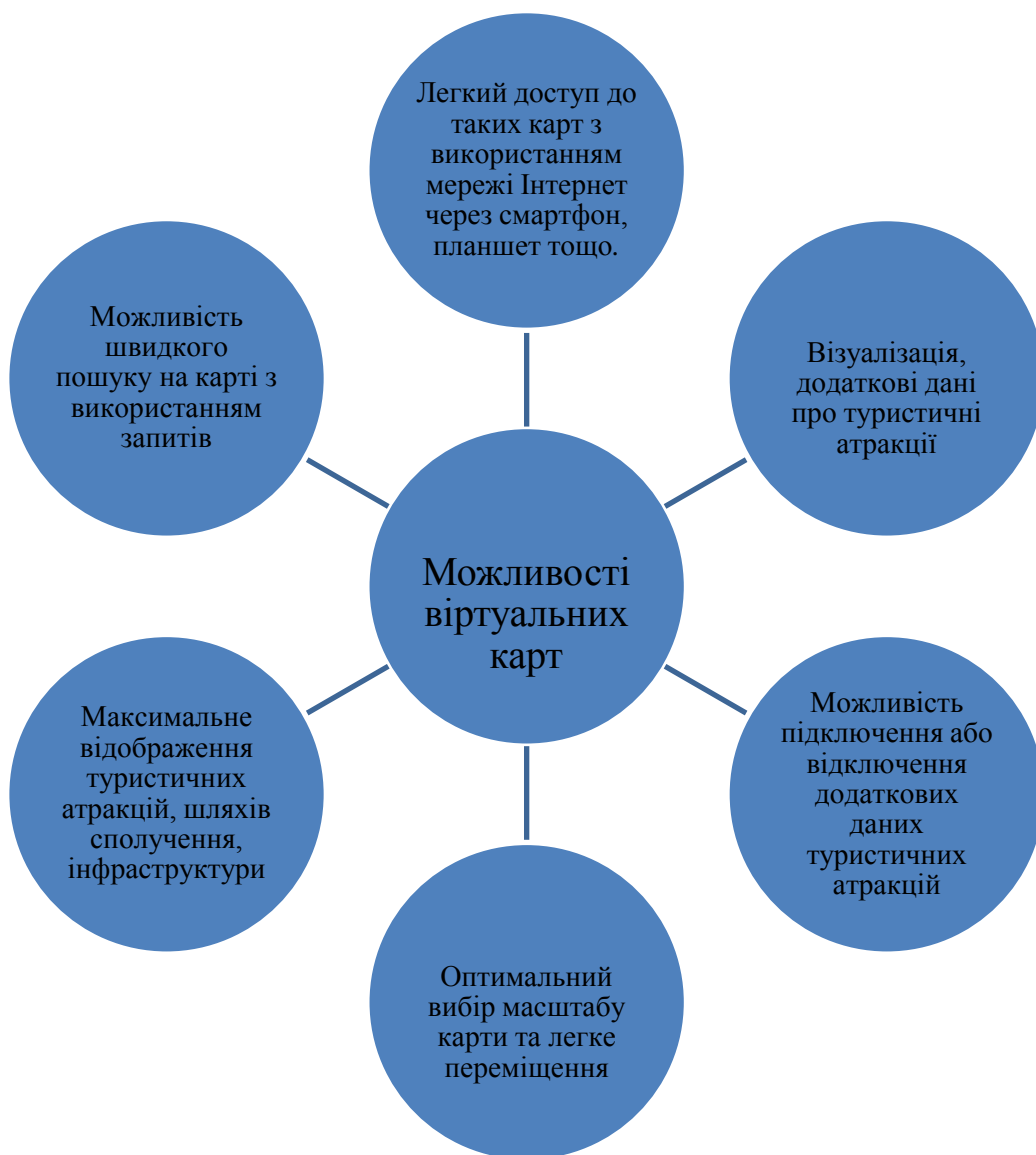 Легкий доступ до
таких карт з
використанням
мережі Інтернет
через смартфон,
планшет тощо.
Візуалізація,
додаткові дані
про туристичні
атракції
Можливість
підключення або
відключення
додаткових
даних
туристичних
атракцій
Оптимальний
вибір масштабу
карти та легке
переміщення
Максимальне
відображення
туристичних
атракцій, шляхів
сполучення,
інфраструктури
Можливість
швидкого
пошуку на карті з
використанням
запитів
Можливості
віртуальних
карт